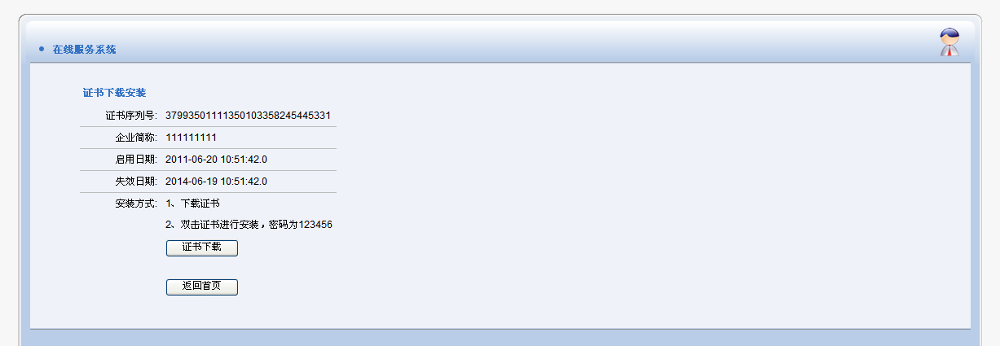 在线服务系统
证书下载安装
证书序列号: 37993501111350103358245445331
企业简称: 111111111
启用日期: 2011-06-20 10:51:42.0
失效日期: 2014-06-19 10:51:42.0
安装方式: 1、下载证书
2、双击证书进行安装，密码为123456
证书下载
返回首页